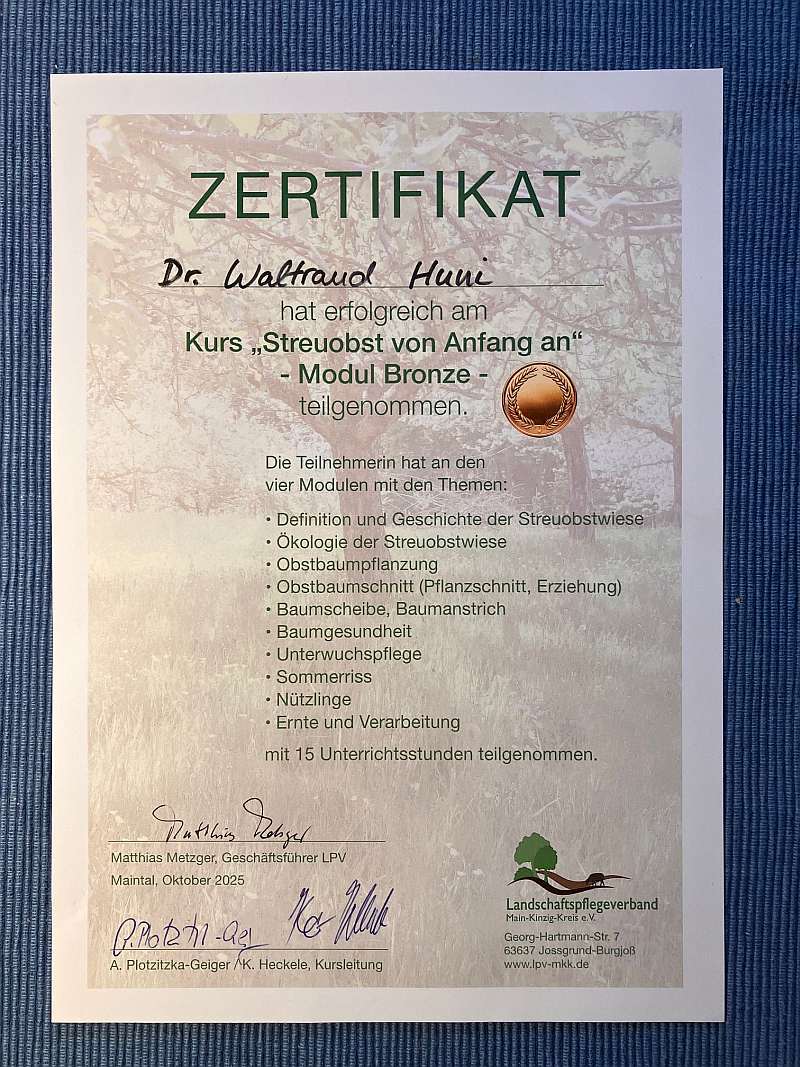 ZERTIFIKAT
Dr. Waltraud Huni
hat erfolgreich am
Kurs „Streuobst von Anfang an“
- Modul Bronze -
teilgenommen.
Die Teilnehmerin hat an den
vier Modulen mit den Themen:
• Definition und Geschichte der Streuobstwiese
• Ökologie der Streuobstwiese
• Obstbaumpflanzung
• Obstbaumschnitt (Pflanzschnitt, Erziehung)
• Baumscheibe, Baumanstrich
• Baumgesundheit
• Unterwuchspflege
• Sommerriss
• Nützlinge
• Ernte und Verarbeitung
mit 15 Unterrichtsstunden teilgenommen.
Matthias Metzger
Matthias Metzger, Geschäftsführer LPV
Maintal, Oktober 2025
A. Plotzitzka-Geiger / K. Heckele, Kursleitung
Landschaftspflegeverband
Main-Kinzig-Kreis e.V.
Georg-Hartmann-Str. 7
63637 Jossgrund-Burgjoß
www.lpv-mkk.de